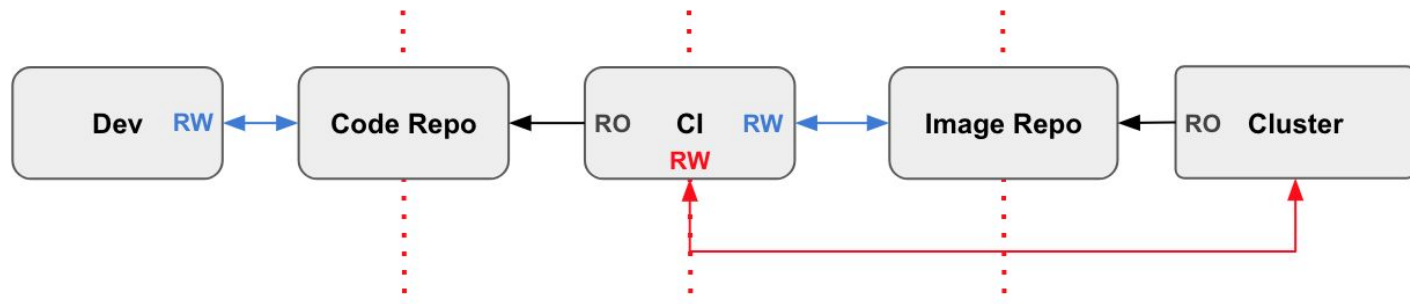 Dev RW
Code Repo
RO CI RW
RW
Image Repo
RO Cluster